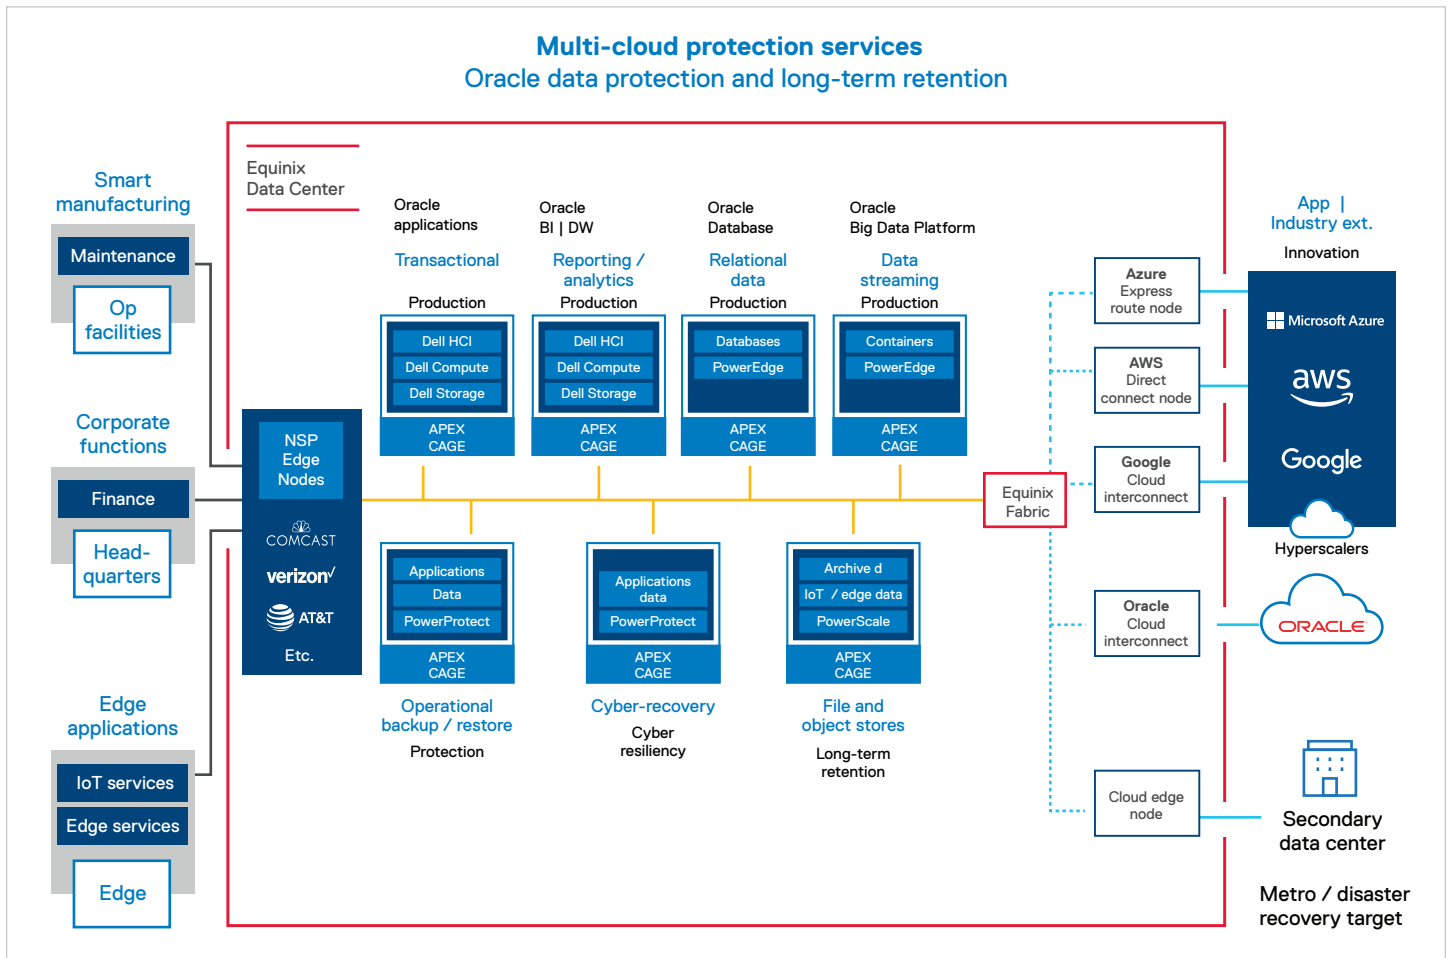 Multi-cloud protection services
Oracle data protection and long-term retention
Smart
manufacturing
Maintenance
Op
facilities
Corporate
functions
Finance
Head-
quarters
Edge
applications
IoT services
Edge services
Edge
Equinix
Data Center
NSP
Edge
Nodes
COMCAST
verizon✓
AT&T
Etc.
Oracle
applications
Transactional
Production
Dell HCI
Dell Compute
Dell Storage
APEX
CAGE
Oracle
BI | DW
Reporting /
analytics
Production
Dell HCI
Dell Compute
Dell Storage
APEX
CAGE
Oracle
Database
Relational
data
Production
Databases
PowerEdge
APEX
CAGE
Oracle
Big Data Platform
Data
streaming
Production
Containers
PowerEdge
APEX
CAGE
Applications
Data
PowerProtect
APEX
CAGE
Operational
backup / restore
Protection
Applications
data
PowerProtect
APEX
CAGE
Cyber-recovery
Cyber
resiliency
Archive d
IoT / edge data
PowerScale
APEX
CAGE
File and
object stores
Long-term
retention
Equinix
Fabric
Azure
Express
route node
AWS
Direct
connect node
Google
Cloud
interconnect
Oracle
Cloud
interconnect
Cloud edge
node
App |
Industry ext.
Innovation
Microsoft Azure
aws
Google
Hyperscalers
ORACLE
Secondary
data center
Metro / disaster
recovery target